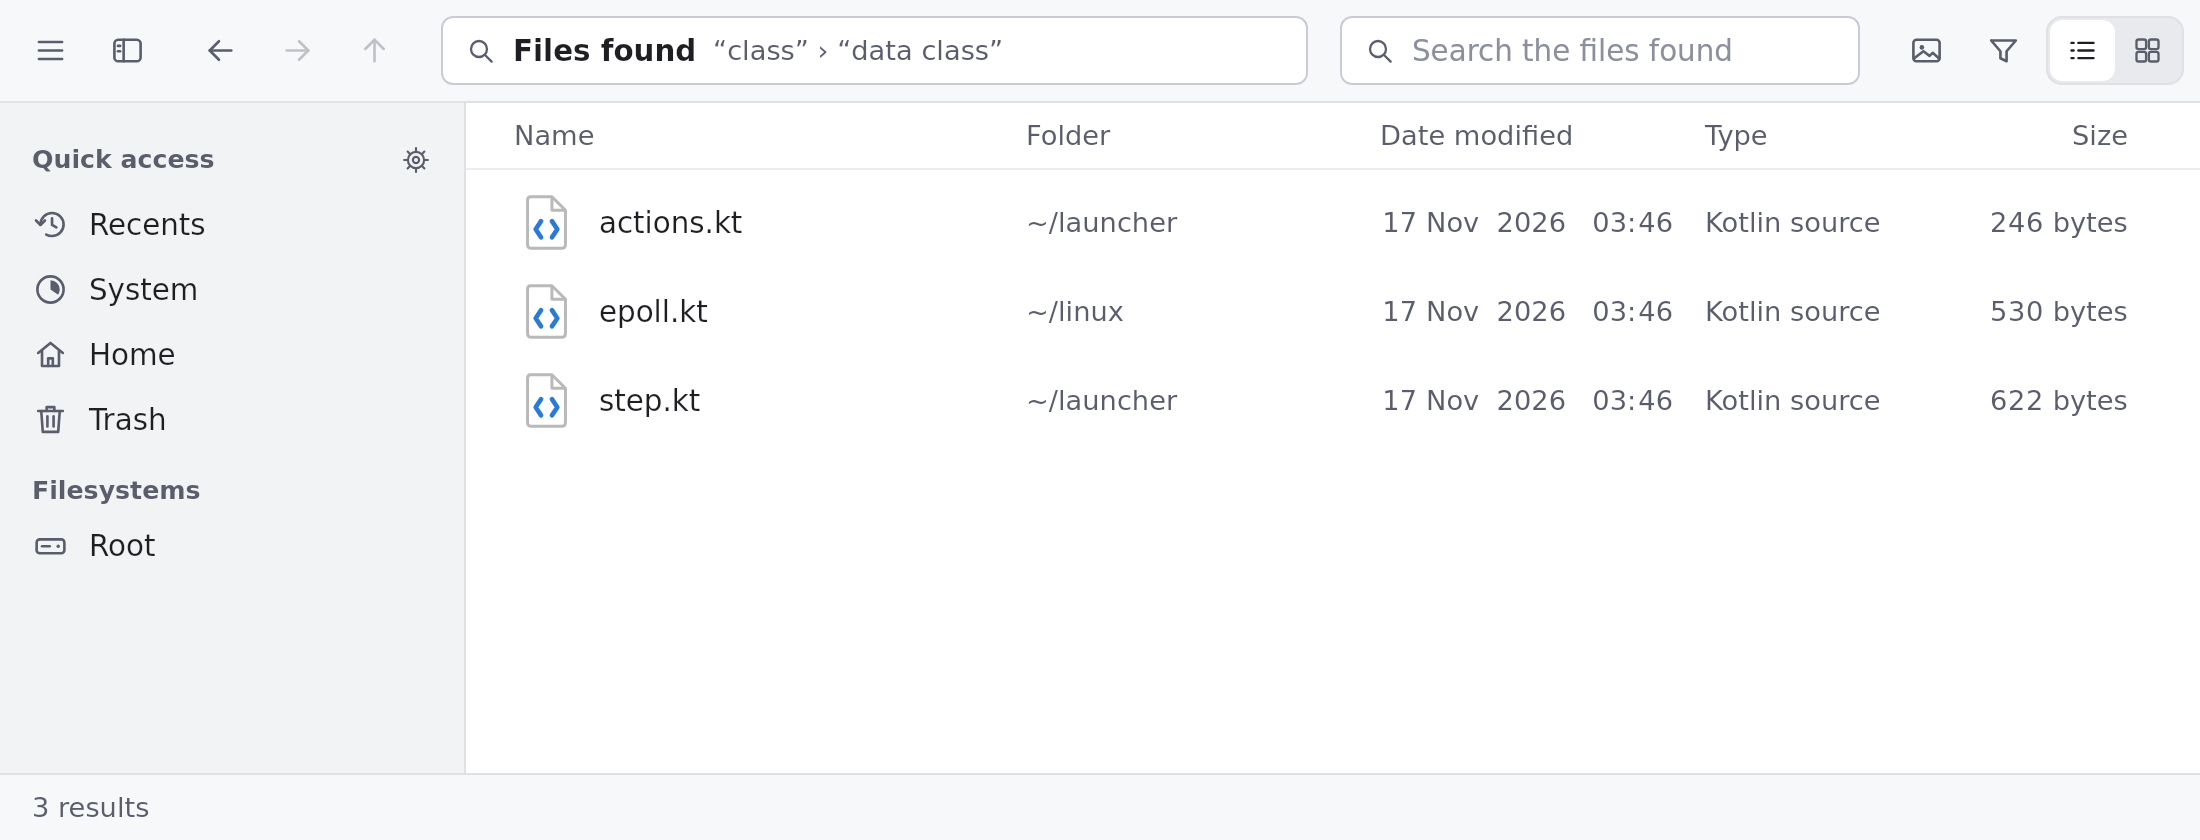 Files found “class” › “data class”
Search the files found
Quick access
Recents
System
Home
Trash
Filesystems
Root
Name Folder Date modified Type Size
actions.kt ~/launcher 17 Nov 2026 03:46 Kotlin source 246 bytes
epoll.kt ~/linux 17 Nov 2026 03:46 Kotlin source 530 bytes
step.kt ~/launcher 17 Nov 2026 03:46 Kotlin source 622 bytes
3 results